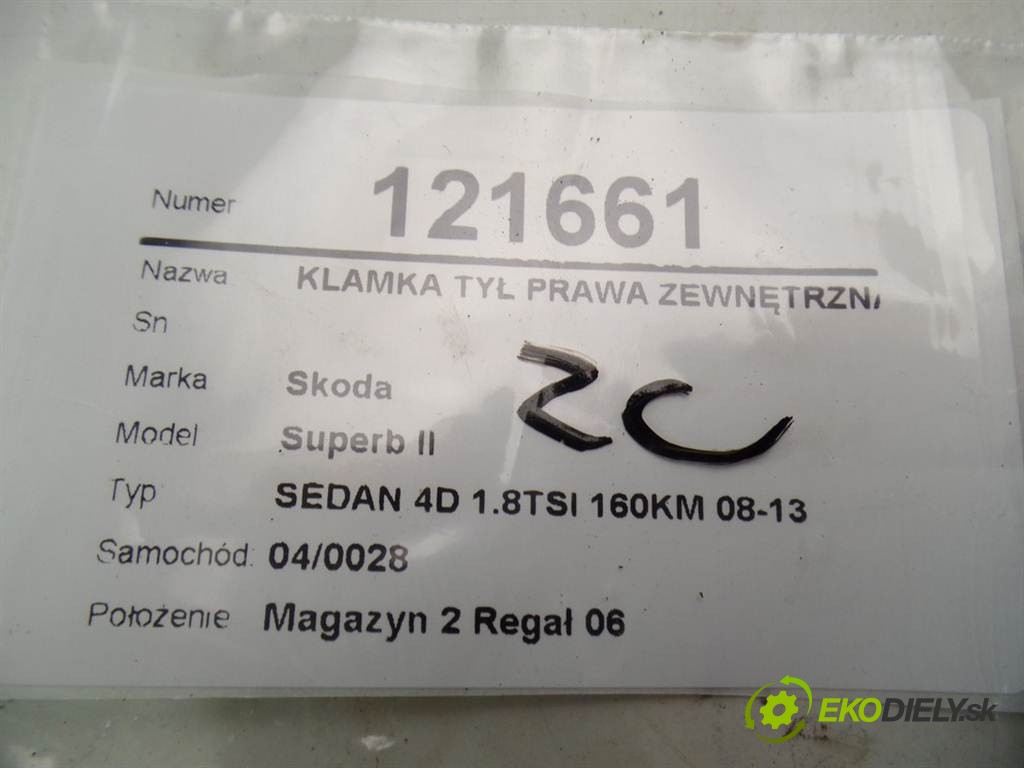 Numer 121661
Nazwa KLAMKA TYŁ PRAWA ZEWNĘTRZNA
Sn
Marka Skoda
ZC
Model Superb II
Typ SEDAN 4D 1.8TSI 160KM 08-13
Samochód: 04/0028
Położenie Magazyn 2 Regał 06
EKODIELY.sk